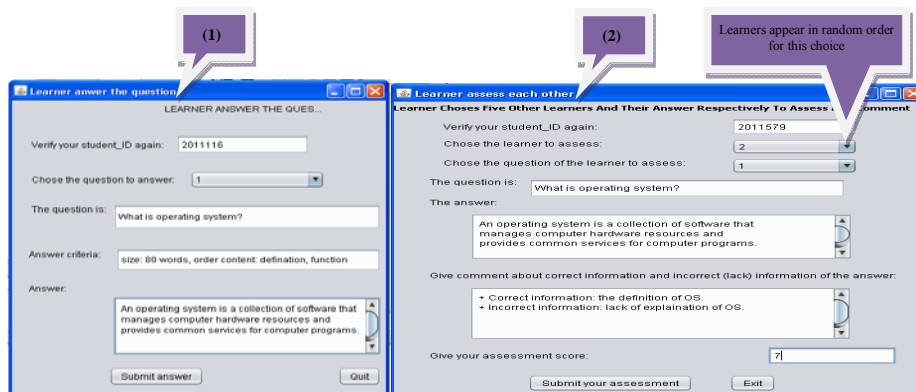 (1)
(2)
Learners appear in random order
for this choice
Learner anwer the question
LEARNER ANSWER THE QUES...
Verify your student_ID again: 2011116
Chose the question to answer: 1
The question is: What is operating system?
Answer criteria: size: 80 words, order content: defination, function
Answer:
An operating system is a collection of software that
manages computer hardware resources and
provides common services for computer programs.
Submit answer Quit
Learner assess each other
Learner Choses Five Other Learners And Their Answer Respectively To Assess Comment
Verify your student_ID again: 2011579
Chose the learner to assess: 2
Chose the question of the learner to assess: 1
The question is: What is operating system?
The answer:
An operating system is a collection of software that
manages computer hardware resources and
provides common services for computer programs.
Give comment about correct information and incorrect (lack) information of the answer:
+ Correct information: the definition of OS.
+ Incorrect information: lack of explaination of OS.
Give your assessment score: 7
Submit your assessment Exit